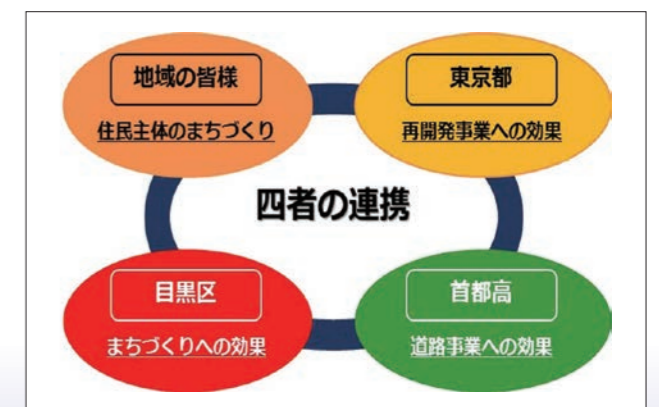 地域の皆様
住民主体のまちづくり
東京都
再開発事業への効果
四者の連携
目黒区
まちづくりへの効果
首都高
道路事業への効果